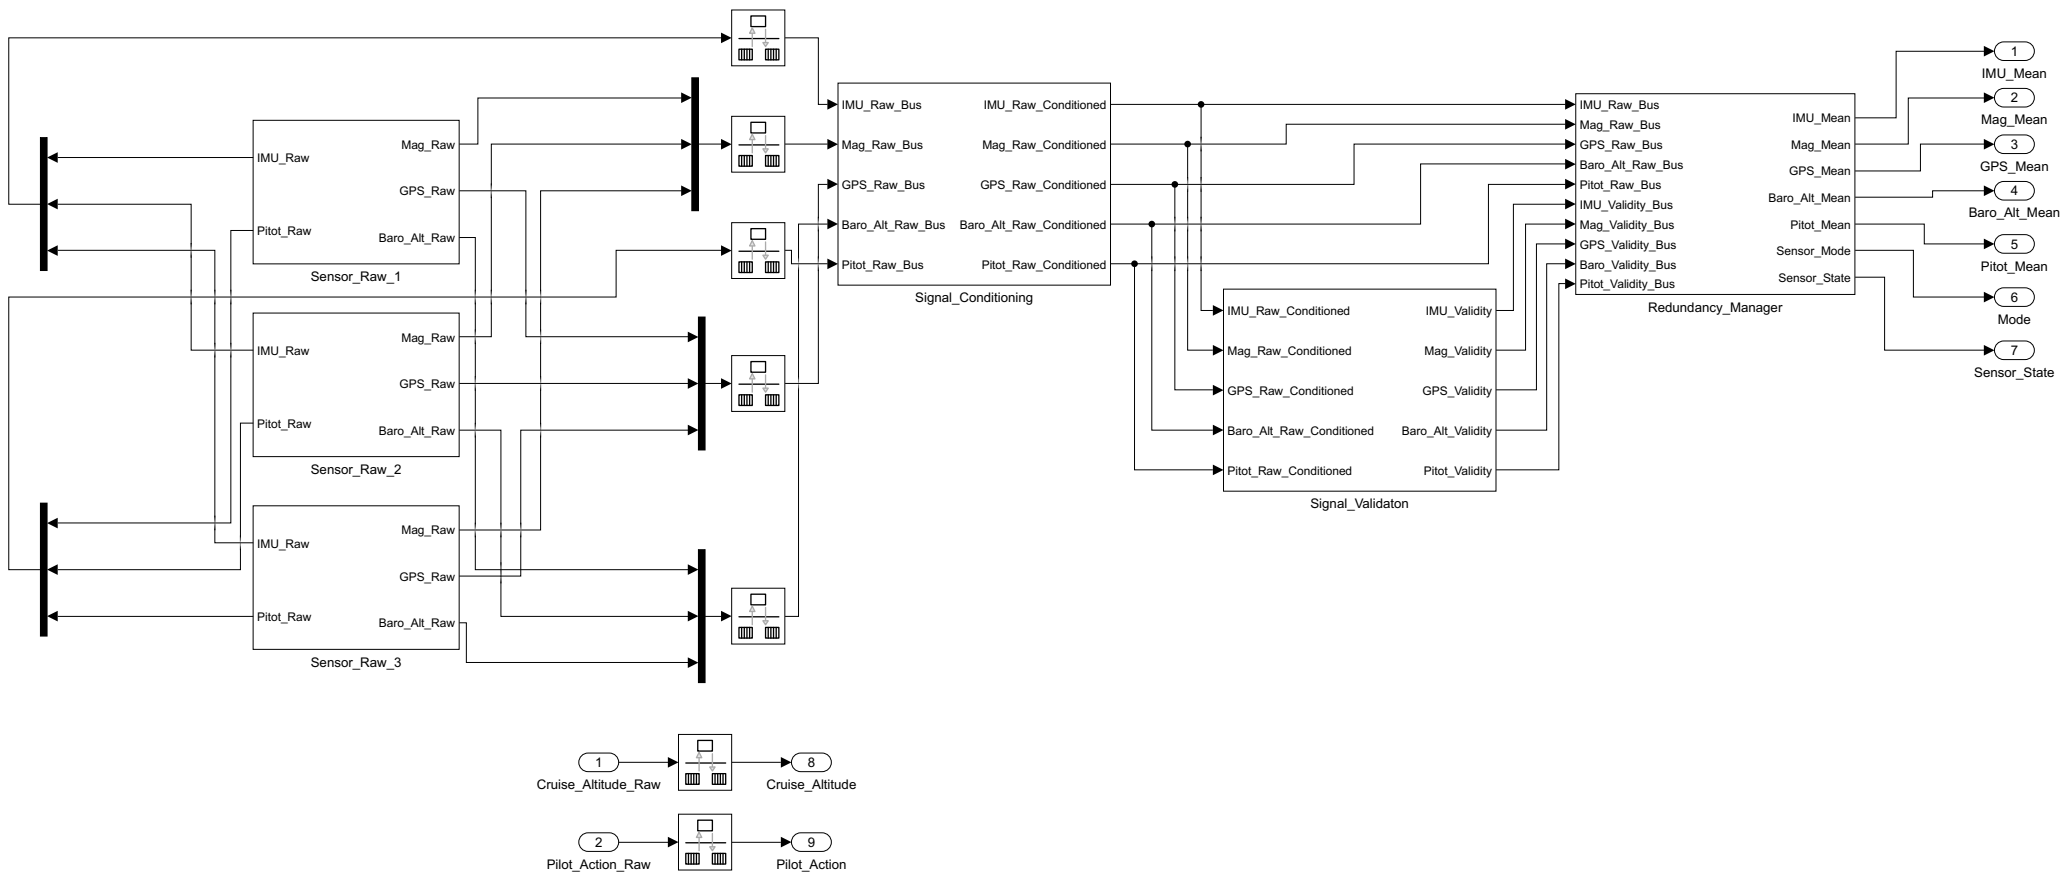 IMU_Raw
Pitot_Raw
Mag_Raw
GPS_Raw
Baro_Alt_Raw
Sensor_Raw_1
IMU_Raw
Pitot_Raw
Mag_Raw
GPS_Raw
Baro_Alt_Raw
Sensor_Raw_2
IMU_Raw
Pitot_Raw
Mag_Raw
GPS_Raw
Baro_Alt_Raw
Sensor_Raw_3
IMU_Raw_Bus
Mag_Raw_Bus
GPS_Raw_Bus
Baro_Alt_Raw_Bus
Pitot_Raw_Bus
IMU_Raw_Conditioned
Mag_Raw_Conditioned
GPS_Raw_Conditioned
Baro_Alt_Raw_Conditioned
Pitot_Raw_Conditioned
Signal_Conditioning
IMU_Raw_Conditioned
Mag_Raw_Conditioned
GPS_Raw_Conditioned
Baro_Alt_Raw_Conditioned
Pitot_Raw_Conditioned
IMU_Validity
Mag_Validity
GPS_Validity
Baro_Alt_Validity
Pitot_Validity
Signal_Validaton
IMU_Raw_Bus
Mag_Raw_Bus
GPS_Raw_Bus
Baro_Alt_Raw_Bus
Pitot_Raw_Bus
IMU_Validity_Bus
Mag_Validity_Bus
GPS_Validity_Bus
Baro_Validity_Bus
Pitot_Validity_Bus
IMU_Mean
Mag_Mean
GPS_Mean
Baro_Alt_Mean
Pitot_Mean
Sensor_Mode
Sensor_State
Redundancy_Manager
1
IMU_Mean
2
Mag_Mean
3
GPS_Mean
4
Baro_Alt_Mean
5
Pitot_Mean
6
Mode
7
Sensor_State
1
Cruise_Altitude_Raw
8
Cruise_Altitude
2
Pilot_Action_Raw
9
Pilot_Action